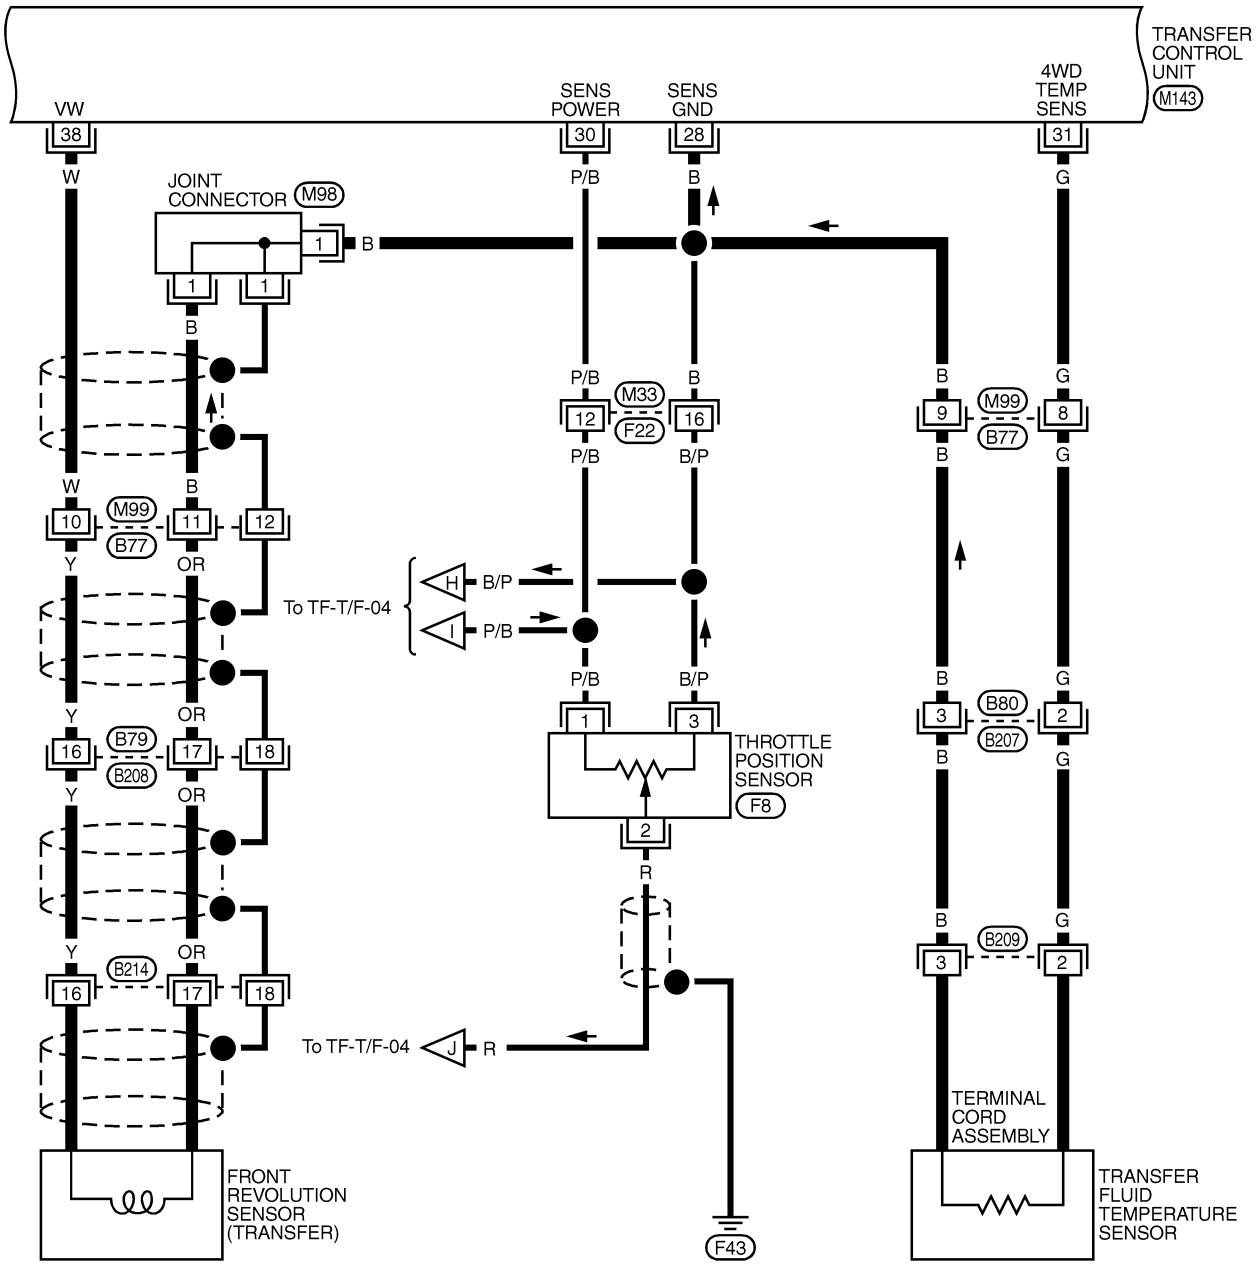 TRANSFER
CONTROL
UNIT
M143
VW
SENS
POWER
SENS
GND
4WD
TEMP
SENS
38
30
28
31
W
P/B
B
G
JOINT
CONNECTOR
M98
1
B
1
1
B
P/B
B
B
G
M33
M99
12
16
9
8
F22
B77
P/B
B/P
B
G
W
B
M99
10
11
12
B77
Y
OR
To TF-T/F-04
H
B/P
I
P/B
P/B
B/P
B
G
B80
3
2
B207
B
G
Y
OR
B79
16
17
18
B208
Y
OR
1
3
THROTTLE
POSITION
SENSOR
F8
2
R
B
G
B209
3
2
Y
OR
B214
16
17
18
To TF-T/F-04
J
R
TERMINAL
CORD
ASSEMBLY
FRONT
REVOLUTION
SENSOR
(TRANSFER)
F43
TRANSFER
FLUID
TEMPERATURE
SENSOR